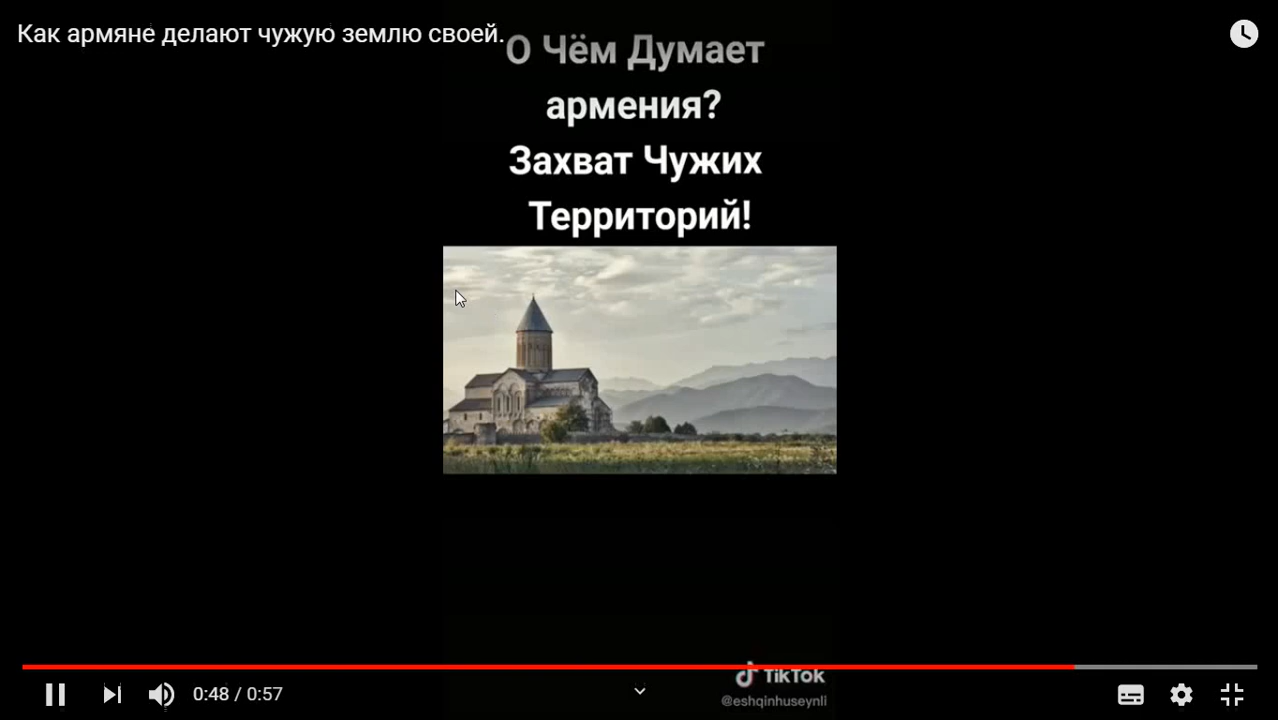 Как армяне делают чужую землю своей.
О Чём Думает
армения?
Захват Чужих
Территорий!
TikTok
@eshqinhuseynli
0:48 / 0:57